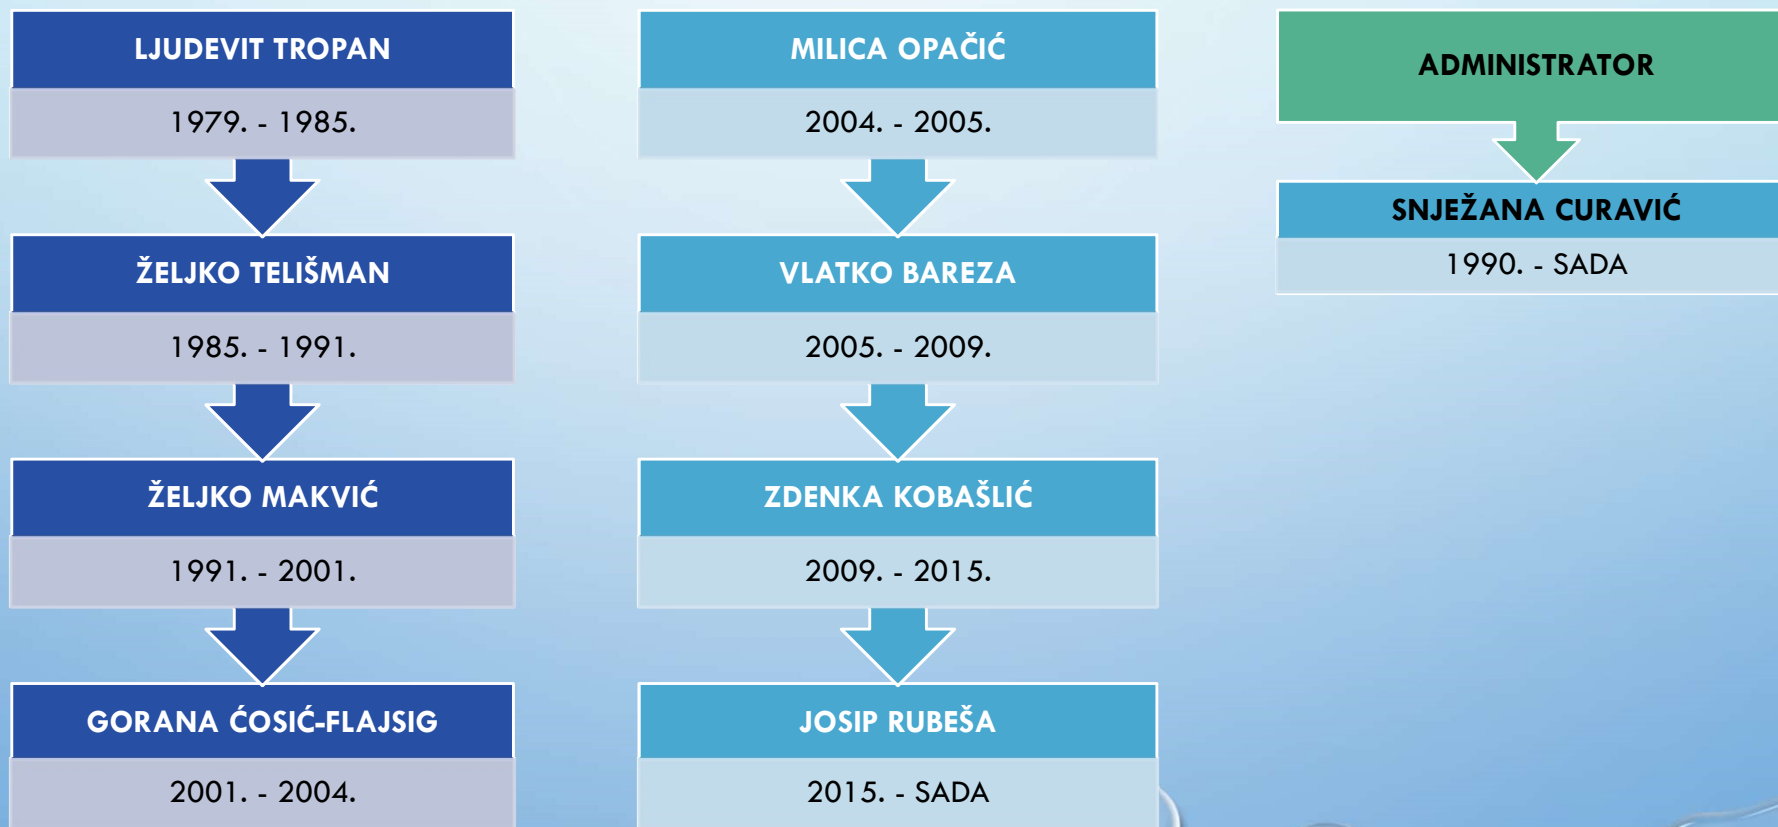 LJUDEVIT TROPAN
1979. - 1985.
ŽELJKO TELIŠMAN
1985. - 1991.
ŽELJKO MAKVIĆ
1991. - 2001.
GORANA ĆOSIĆ-FLAJSIG
2001. - 2004.
MILICA OPAČIĆ
2004. - 2005.
VLATKO BAREZA
2005. - 2009.
ZDENKA KOBAŠLIĆ
2009. - 2015.
JOSIP RUBEŠA
2015. - SADA
ADMINISTRATOR
SNJEŽANA CURAVIĆ
1990. - SADA